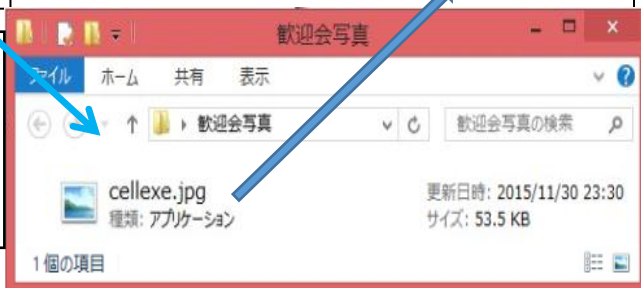 歓迎会写真
ファイル ホーム 共有 表示
歓迎会写真 歓迎会写真の検索
cellexe.jpg 更新日時: 2015/11/30 23:30
種類: アプリケーション サイズ: 53.5 KB
1個の項目